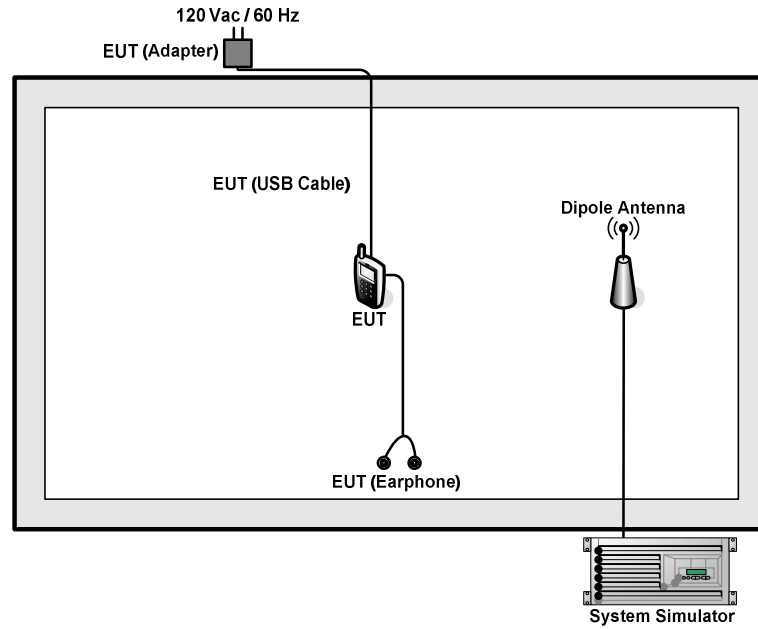 120 Vac / 60 Hz
EUT (Adapter)
EUT (USB Cable)
Dipole Antenna
EUT
EUT (Earphone)
System Simulator